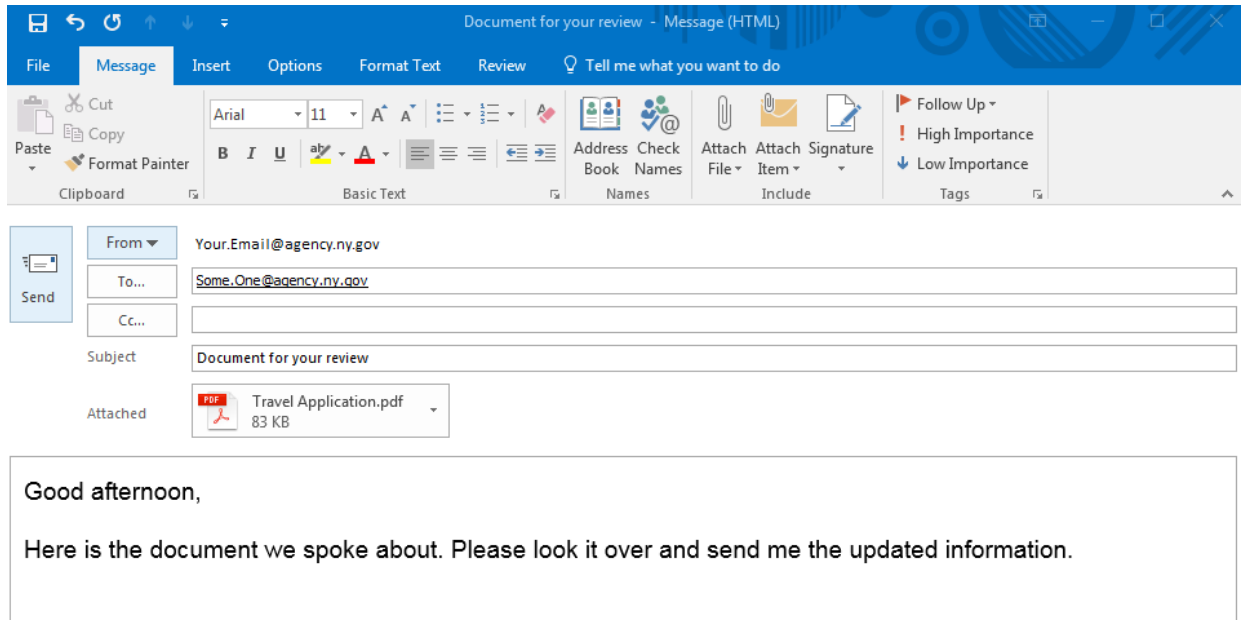 Document for your review - Message (HTML)
File Message Insert Options Format Text Review Tell me what you want to do
Paste
Cut
Copy
Format Painter
Clipboard
Arial 11
B I U
Basic Text
Address Book
Check Names
Names
Attach File
Attach Item
Signature
Include
Follow Up
High Importance
Low Importance
Tags
Send
From Your.Email@agency.ny.gov
To... Some.One@agency.ny.gov
Cc...
Subject Document for your review
Attached PDF Travel Application.pdf
83 KB
Good afternoon,
Here is the document we spoke about. Please look it over and send me the updated information.